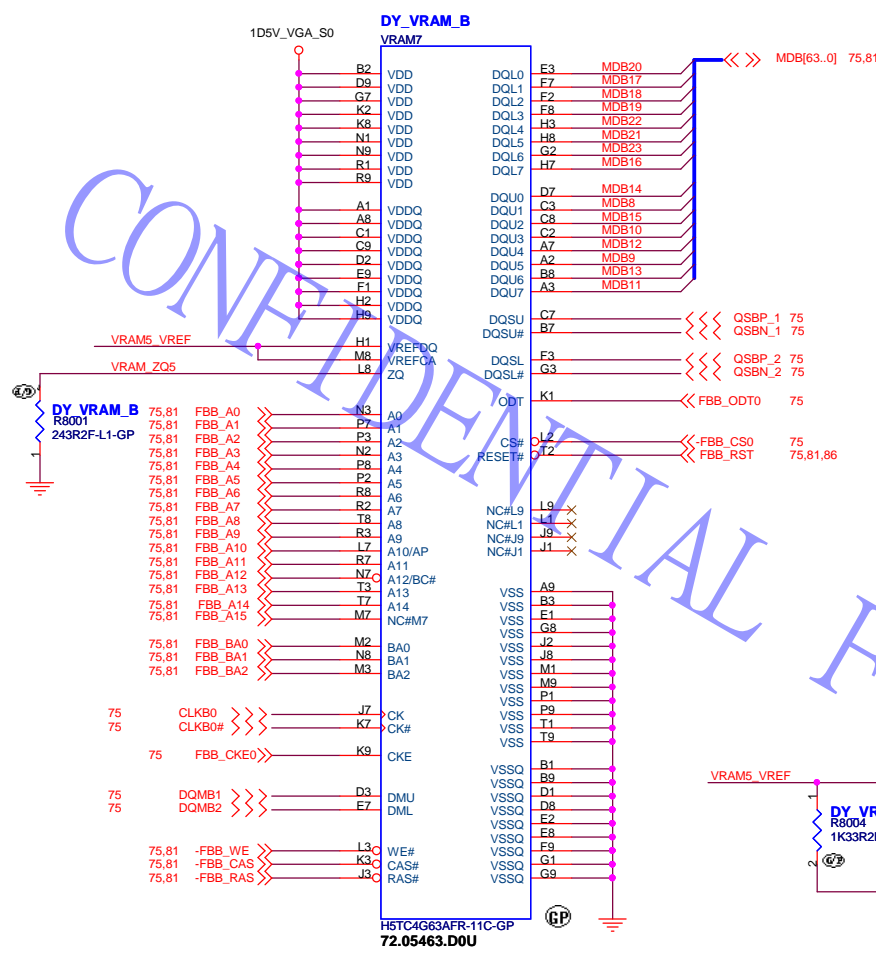 DY_VRAM_B
1D5V_VGA_S0
VRAM7
B2 VDD DQL0 E3 MDB20
D9 VDD DQL1 F7 MDB17
G7 VDD DQL2 F2 MDB18
K2 VDD DQL3 F8 MDB19
K8 VDD DQL4 H3 MDB22
N1 VDD DQL5 H8 MDB21
N9 VDD DQL6 G2 MDB23
R1 VDD DQL7 H7 MDB16
R9 VDD
MDB[63..0] 75,81
A1 VDDQ DQU0 D7 MDB14
A8 VDDQ DQU1 C3 MDB8
C1 VDDQ DQU2 C8 MDB15
C9 VDDQ DQU3 C2 MDB10
D2 VDDQ DQU4 A7 MDB12
E9 VDDQ DQU5 A2 MDB9
F1 VDDQ DQU6 B8 MDB13
H2 VDDQ DQU7 A3 MDB11
H9 VDDQ DQSU C7 QSBP_1 75
DQSU# B7 QSBN_1 75
VRAM5_VREF H1 VREFDQ
M8 VREFCA DQSL F3 QSBP_2 75
VRAM_ZQ5 L8 ZQ DQSL# G3 QSBN_2 75
ODT K1 FBB_ODT0 75
DY_VRAM_B
R8001
243R2F-L1-GP
1
75,81 FBB_A0 N3 A0
75,81 FBB_A1 P7 A1
75,81 FBB_A2 P3 A2 CS# L2 -FBB_CS0 75
75,81 FBB_A3 N2 A3 RESET# T2 FBB_RST 75,81,86
75,81 FBB_A4 P8 A4
75,81 FBB_A5 P2 A5
75,81 FBB_A6 R8 A6
75,81 FBB_A7 R2 A7 NC#L9 L9
75,81 FBB_A8 T8 A8 NC#L1 L1
75,81 FBB_A9 R3 A9 NC#J9 J9
75,81 FBB_A10 L7 A10/AP NC#J1 J1
75,81 FBB_A11 R7 A11
75,81 FBB_A12 N7 A12/BC#
75,81 FBB_A13 T3 A13 VSS A9
75,81 FBB_A14 T7 A14 VSS B3
75,81 FBB_A15 M7 NC#M7 VSS E1
VSS G8
75,81 FBB_BA0 M2 BA0 VSS J2
75,81 FBB_BA1 N8 BA1 VSS J8
75,81 FBB_BA2 M3 BA2 VSS M1
VSS M9
VSS P1
75 CLKB0 J7 CK VSS P9
75 CLKB0# K7 CK# VSS T1
VSS T9
75 FBB_CKE0 K9 CKE
VSSQ B1
VSSQ B9
75 DQMB1 D3 DMU VSSQ D1
75 DQMB2 E7 DML VSSQ D8
VSSQ E2
VSSQ E8
75,81 -FBB_WE L3 WE# VSSQ F9
75,81 -FBB_CAS K3 CAS# VSSQ G1
75,81 -FBB_RAS J3 RAS# VSSQ G9
VRAM5_VREF
1
R8004
2
GP
H5TC4G63AFR-11C-GP
72.05463.D0U
CONFIDENTIAL